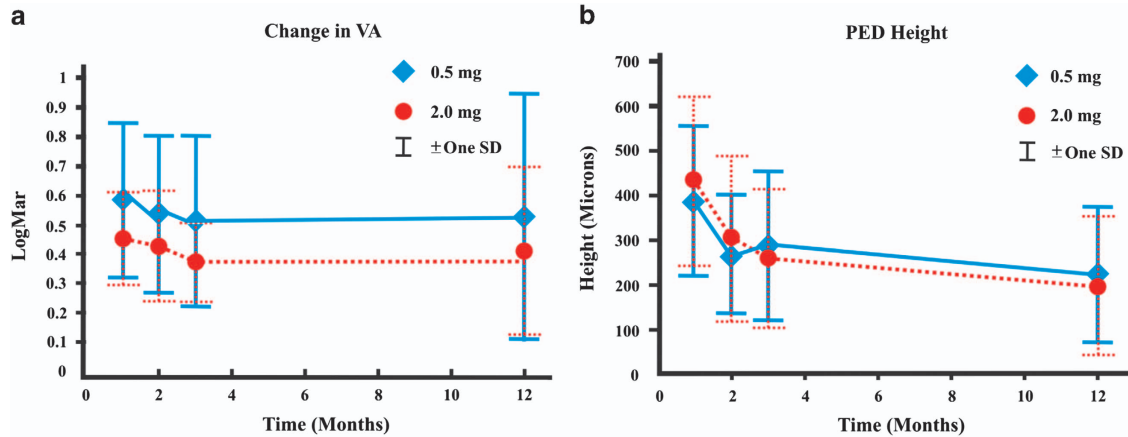 a
Change in VA
LogMar
1
0.9
0.8
0.7
0.6
0.5
0.4
0.3
0.2
0.1
0
0.5 mg
2.0 mg
±One SD
0 2 4 6 8 10 12
Time (Months)
b
PED Height
Height (Microns)
700
600
500
400
300
200
100
0
0.5 mg
2.0 mg
±One SD
0 2 4 6 8 10 12
Time (Months)